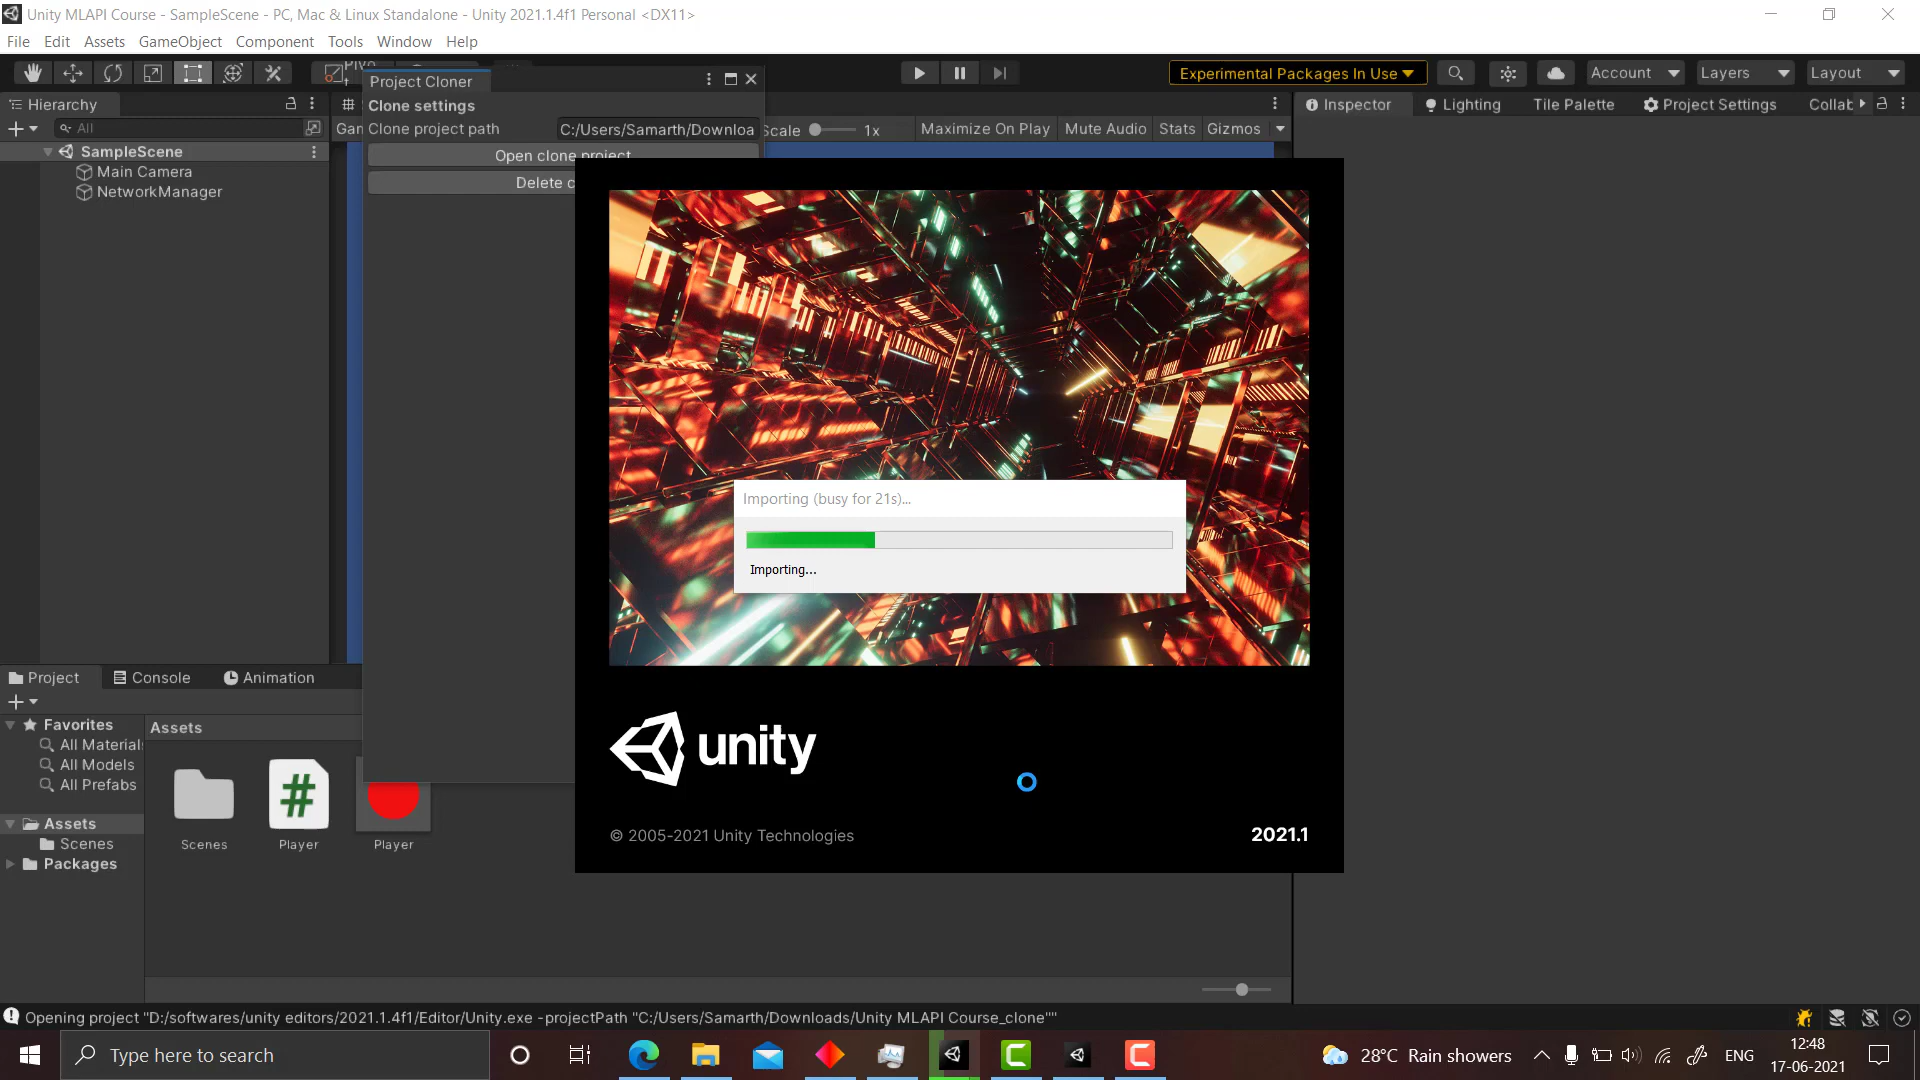 Unity MLAPI Course - SampleScene - PC, Mac & Linux Standalone - Unity 2021.1.4f1 Personal <DX11>
File Edit Assets GameObject Component Tools Window Help
Experimental Packages In Use Account Layers Layout
Project Cloner
Hierarchy
Inspector Lighting Tile Palette Project Settings Collab
Clone settings
All
Clone project path C:/Users/Samarth/Downloa
Scale 1x Maximize On Play Mute Audio Stats Gizmos
SampleScene
Open clone project
Main Camera
Delete c
NetworkManager
Importing (busy for 21s)...
Importing...
Project Console Animation
Favorites
Assets
All Material
All Models
All Prefabs
Assets
Scenes
Packages
Scenes Player Player
unity
© 2005-2021 Unity Technologies 2021.1
Opening project "D:/softwares/unity editors/2021.1.4f1/Editor/Unity.exe -projectPath "C:/Users/Samarth/Downloads/Unity MLAPI Course_clone""
Type here to search
28°C Rain showers ENG
12:48
17-06-2021